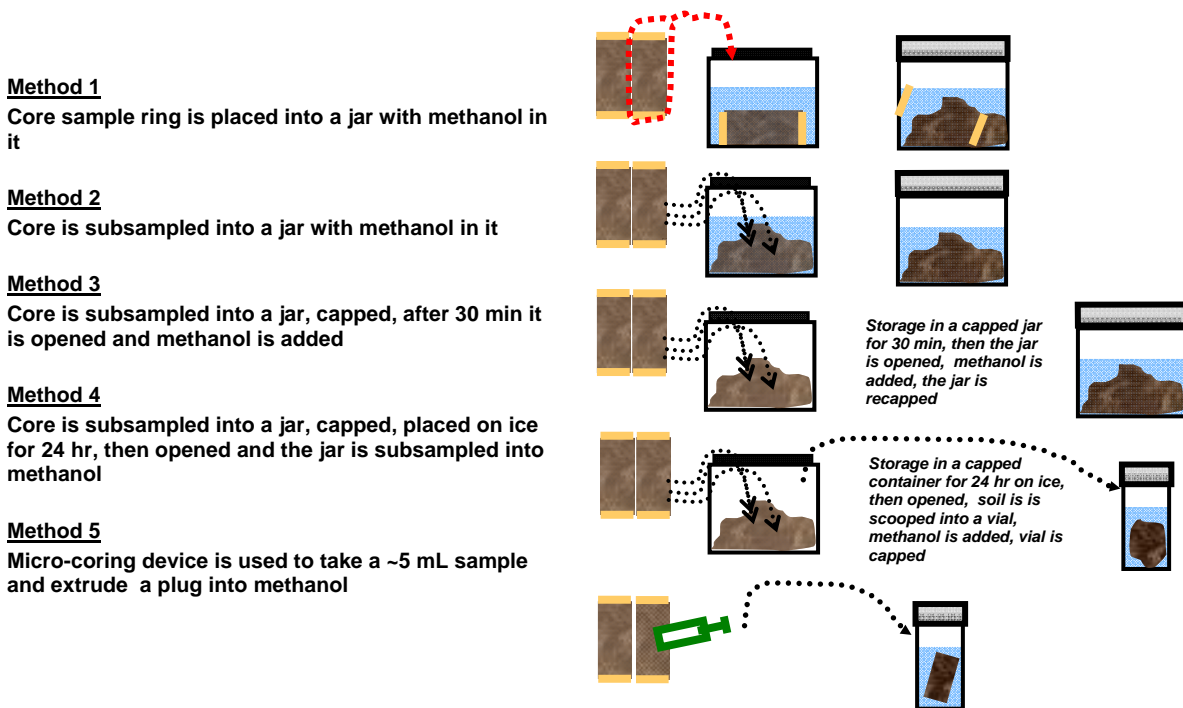 Method 1
Core sample ring is placed into a jar with methanol in
it
Method 2
Core is subsampled into a jar with methanol in it
Method 3
Core is subsampled into a jar, capped, after 30 min it
is opened and methanol is added
Storage in a capped jar
for 30 min, then the jar
is opened, methanol is
added, the jar is
recapped
Method 4
Core is subsampled into a jar, capped, placed on ice
for 24 hr, then opened and the jar is subsampled into
methanol
Storage in a capped
container for 24 hr on ice,
then opened, soil is is
scooped into a vial,
methanol is added, vial is
capped
Method 5
Micro-coring device is used to take a ~5 mL sample
and extrude a plug into methanol